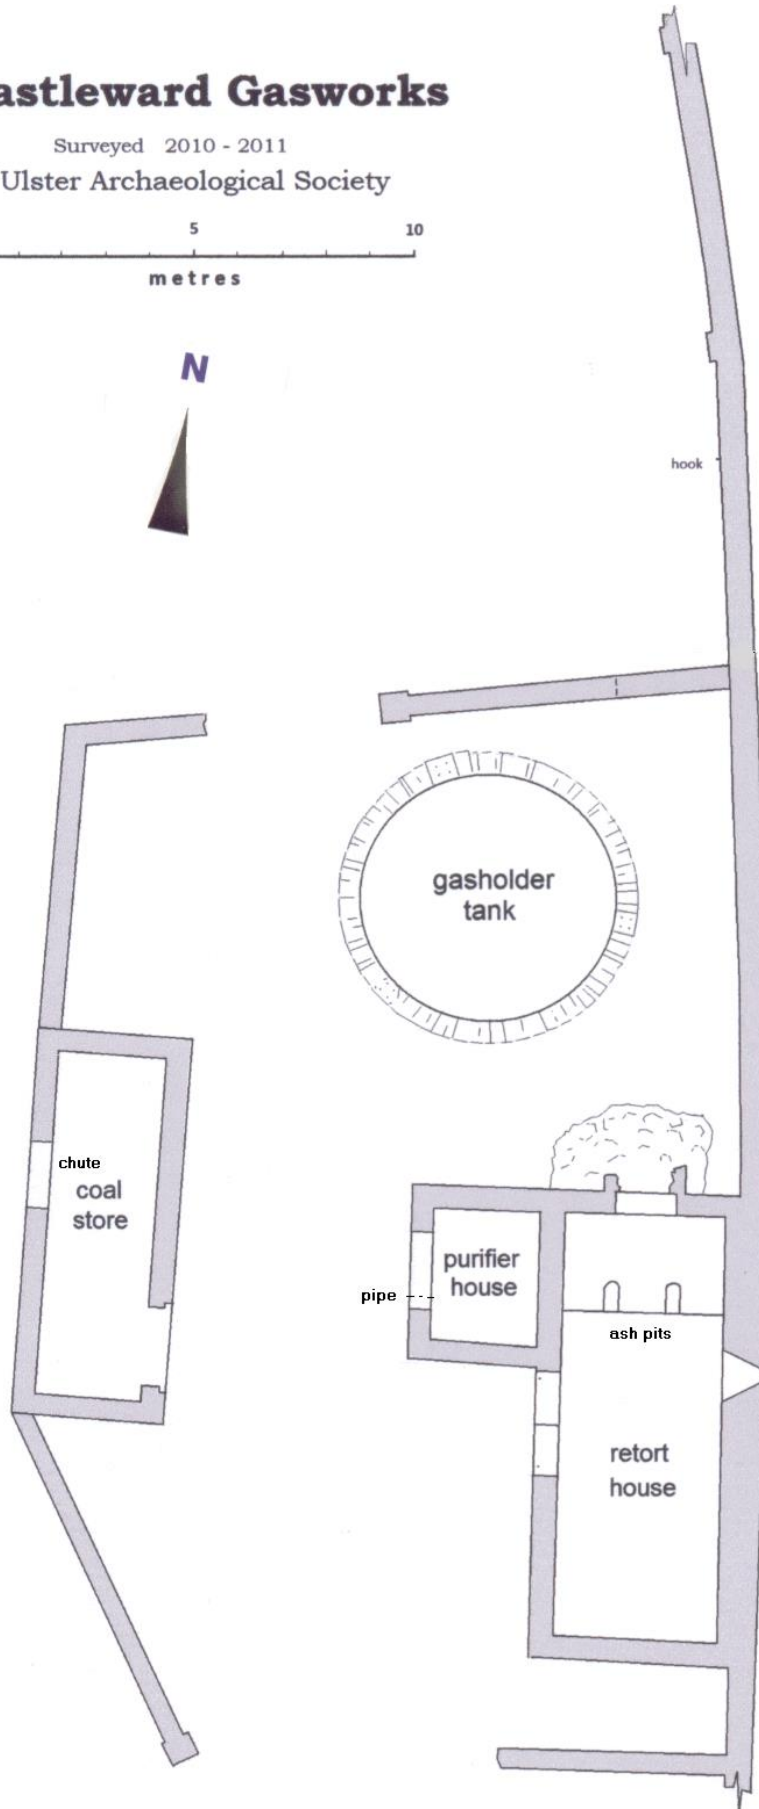 astleward Gasworks
Surveyed 2010 - 2011
Ulster Archaeological Society
5 10
metres
N
hook
gasholder
tank
chute
coal
store
purifier
house
pipe
ash pits
retort
house